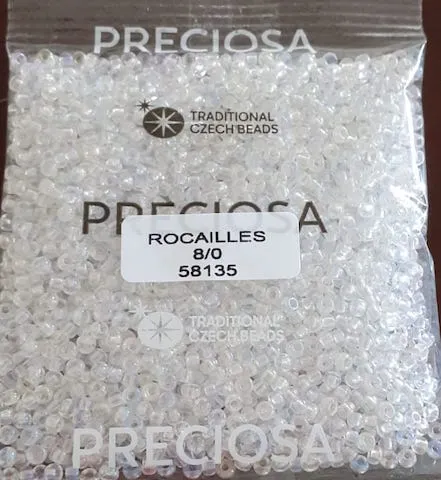 PRECIOSA
TRADITIONAL
CZECH BEADS
PRECIOSA
ROCAILLES
8/0
58135
TRADITIONAL
CZECH BEADS
PRECIOSA